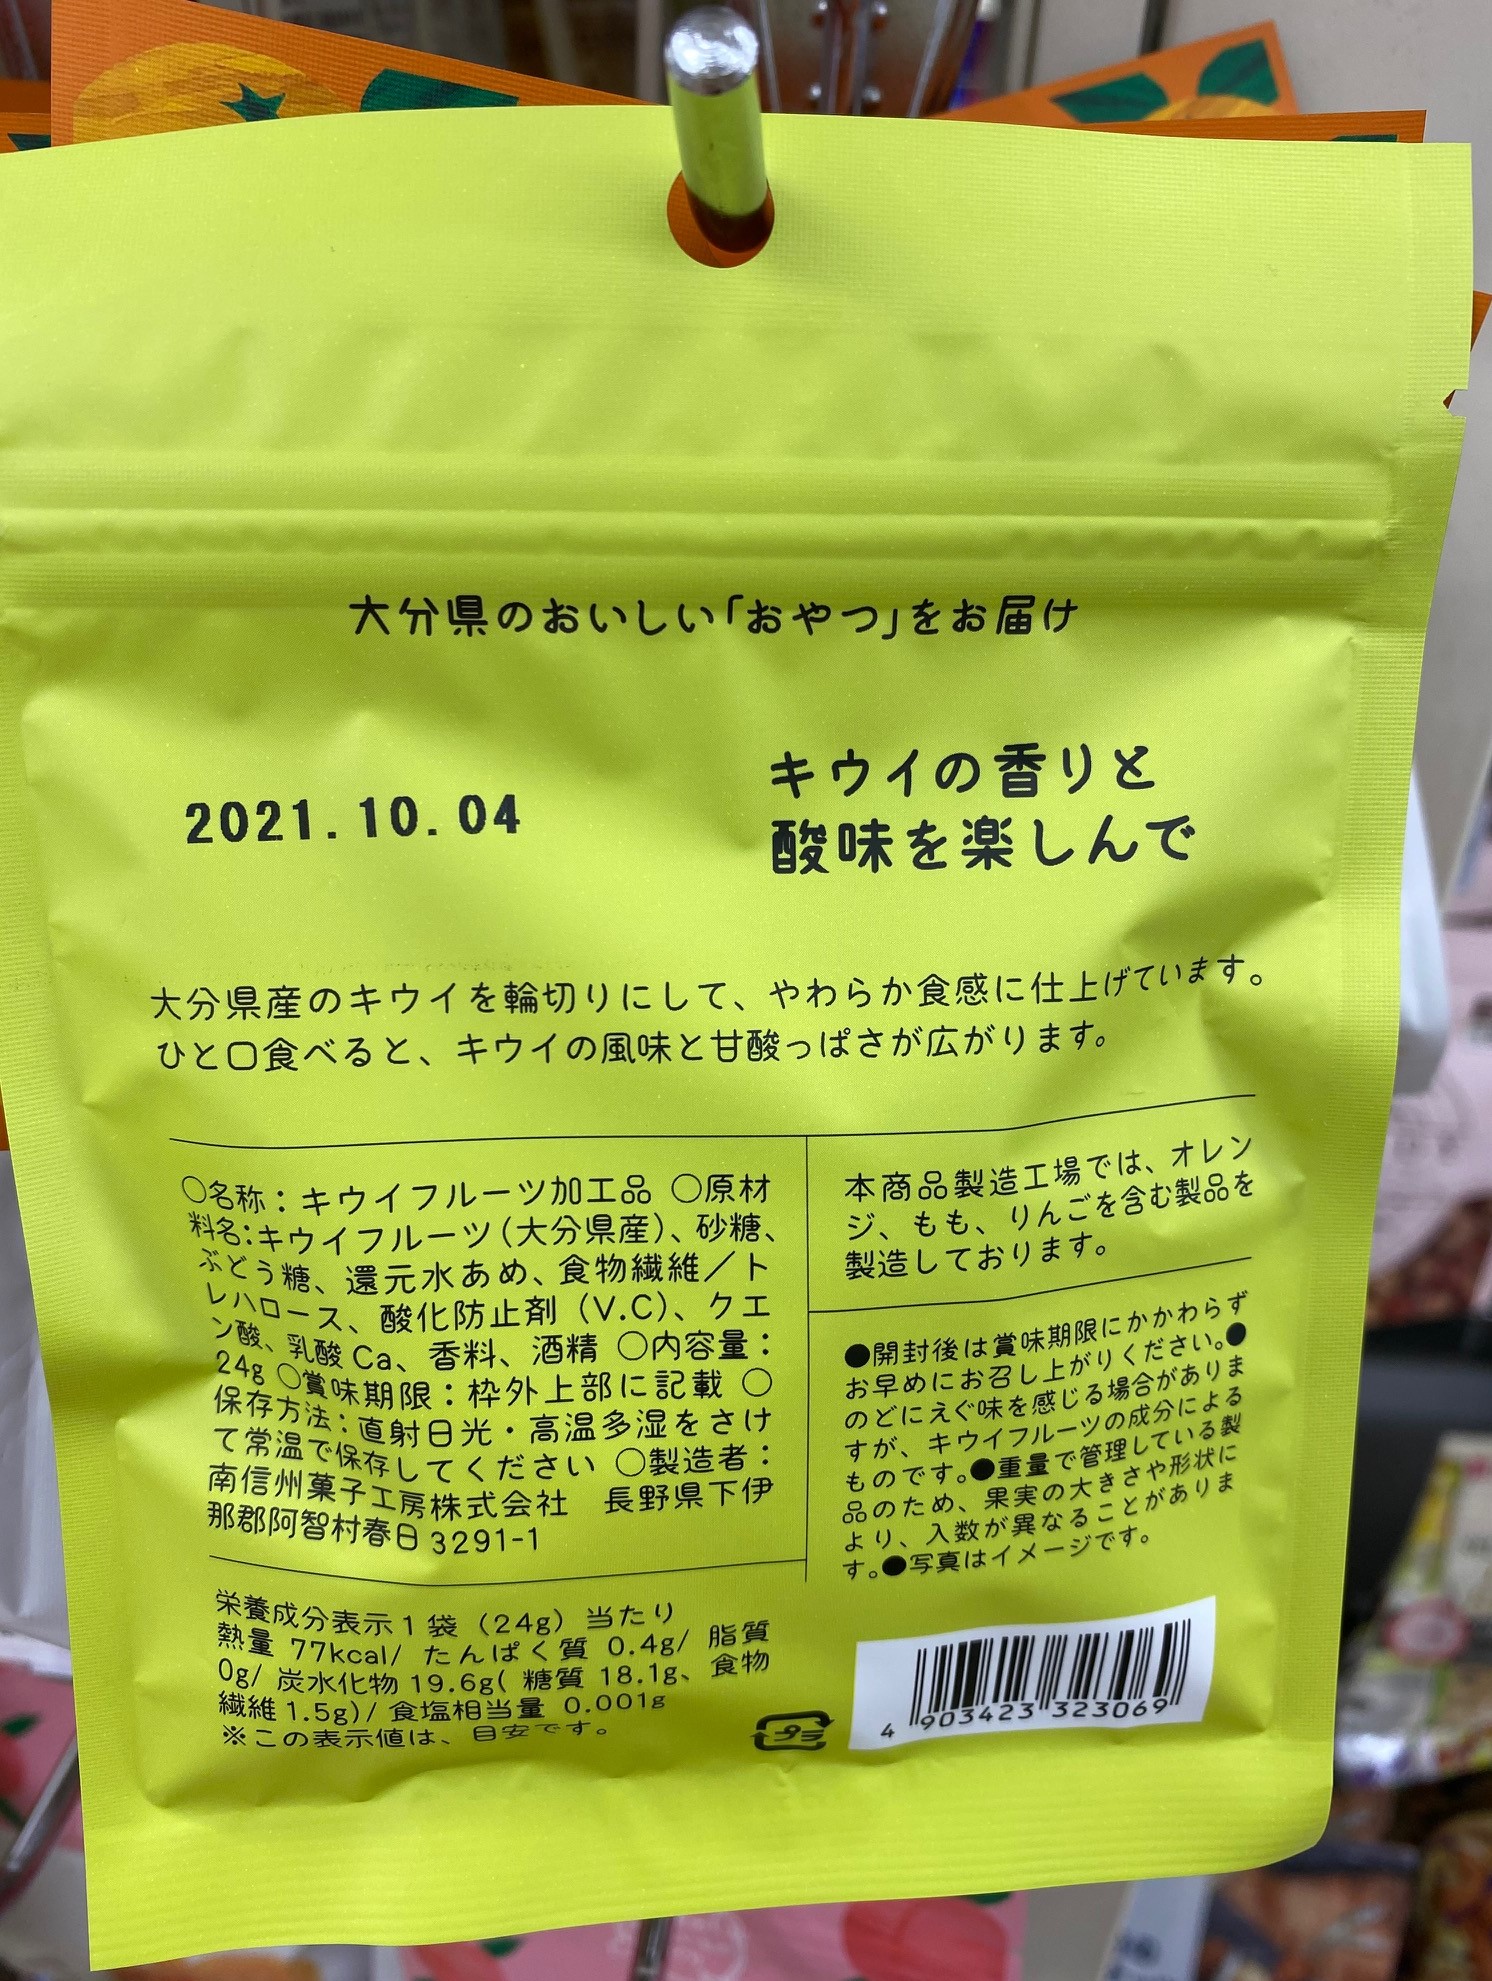 大分県のおいしい「おやつ」をお届け
2021.10.04
キウイの香りと
酸味を楽しんで
大分県産のキウイを輪切りにして、やわらか食感に仕上げています。
ひと口食べると、キウイの風味と甘酸っぱさが広がります。
○名称：キウイフルーツ加工品 ○原材
料名：キウイフルーツ（大分県産）、砂糖、
ぶどう糖、還元水あめ、食物繊維／ト
レハロース、酸化防止剤（V.C）、クエ
ン酸、乳酸Ca、香料、酒精 ○内容量：
24g ○賞味期限：枠外上部に記載 ○
保存方法：直射日光・高温多湿をさけ
て常温で保存してください ○製造者：
南信州菓子工房株式会社 長野県下伊
那郡阿智村春日3291-1
栄養成分表示1袋（24g）当たり
熱量 77kcal/ たんぱく質 0.4g/ 脂質
0g/ 炭水化物 19.6g( 糖質 18.1g、食物
繊維 1.5g)/ 食塩相当量 0.001g
※この表示値は、目安です。
本商品製造工場では、オレン
ジ、もも、りんごを含む製品を
製造しております。
●開封後は賞味期限にかかわらず
お早めにお召し上がりください。●
のどにえぐ味を感じる場合がありま
すが、キウイフルーツの成分による
ものです。●重量で管理している製
品のため、果実の大きさや形状に
より、入数が異なることがありま
す。●写真はイメージです。
プラ
4 903423 323069